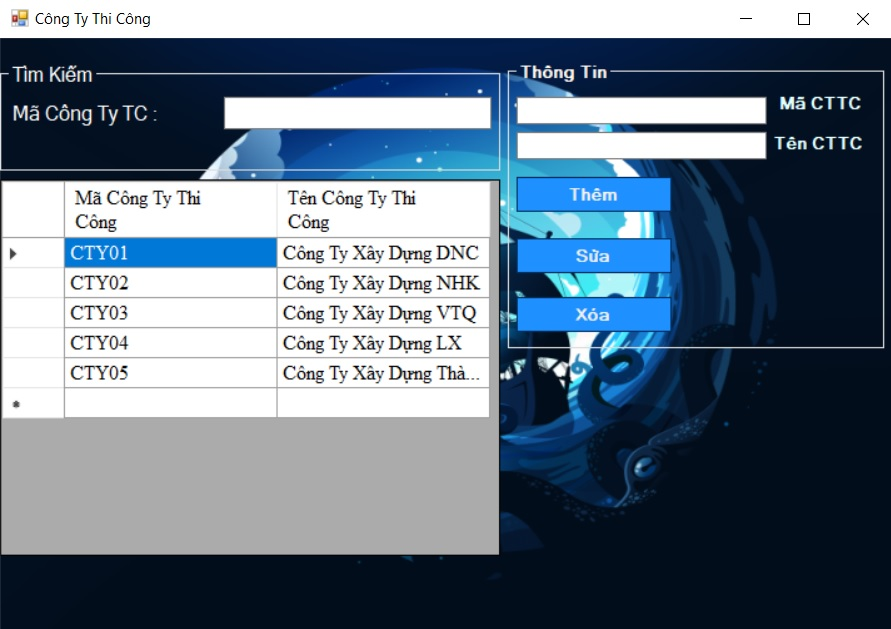 Công Ty Thi Công
Tìm Kiếm
Mã Công Ty TC :
Thông Tin
Mã CTTC
Tên CTTC
Thêm
Sửa
Xóa
Mã Công Ty Thi Công
Tên Công Ty Thi Công
CTY01 Công Ty Xây Dựng DNC
CTY02 Công Ty Xây Dựng NHK
CTY03 Công Ty Xây Dựng VTQ
CTY04 Công Ty Xây Dựng LX
CTY05 Công Ty Xây Dựng Thà...